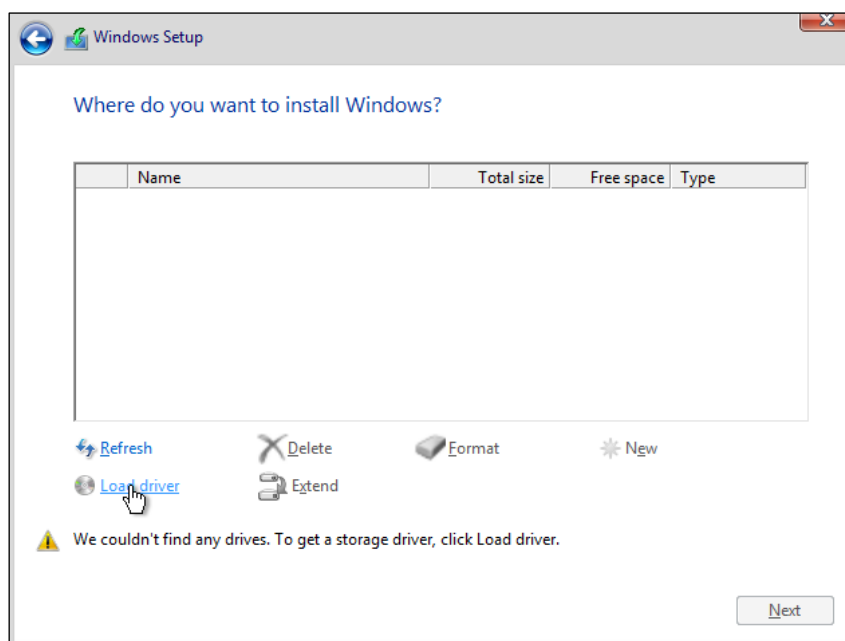 Windows Setup
Where do you want to install Windows?
Name Total size Free space Type
Refresh Delete Format New
Load driver Extend
We couldn't find any drives. To get a storage driver, click Load driver.
Next